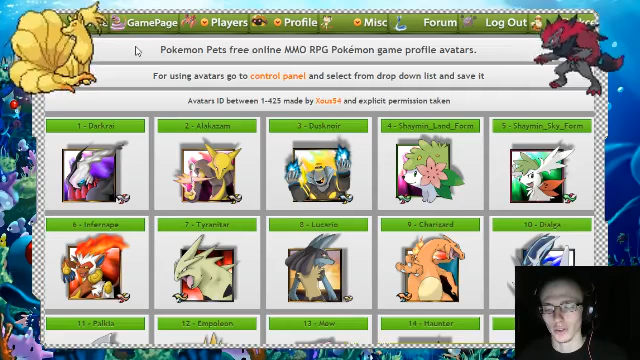 GamePage Players Profile Misc Forum Log Out
Pokemon Pets free online MMO RPG Pokémon game profile avatars.
For using avatars go to control panel and select from drop down list and save it
Avatars ID between 1-425 made by Xous54 and explicit permission taken
1 - Darkrai 2 - Alakazam 3 - Dusknoir 4 - Shaymin_Land_Form 5 - Shaymin_Sky_Form
6 - Infernape 7 - Tyranitar 8 - Lucario 9 - Charizard 10 - Dialga
11 - Palkia 12 - Empoleon 13 - Mew 14 - Haunter